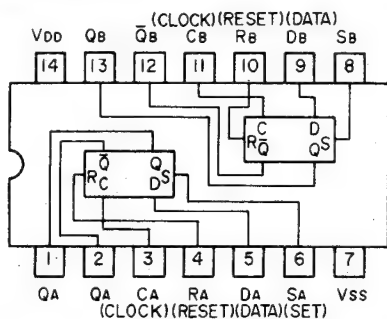 (CLOCK)(RESET)(DATA)
VDD QB Q̅B CB RB DB SB
14 13 12 11 10 9 8
C D
R Q̅ Q S
Q̅ Q
R C D S
1 2 3 4 5 6 7
QA QA CA RA DA SA VSS
(CLOCK)(RESET)(DATA)(SET)